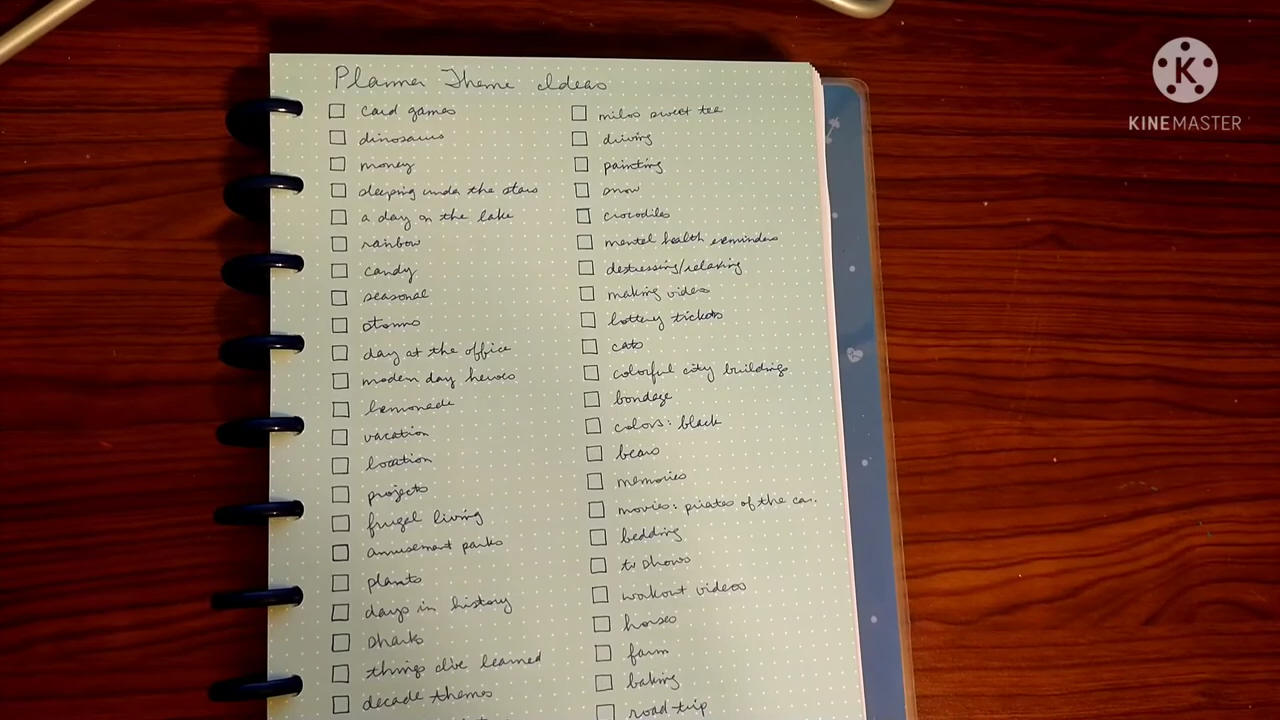 Planner Theme Ideas
card games
dinosaurs
money
sleeping under the stars
a day on the lake
rainbow
candy
seasonal
storms
day at the office
modern day heroes
lemonade
vacation
location
projects
frugal living
amusement parks
plants
days in history
sharks
things I've learned
decade themes
milos sweet tea
driving
painting
snow
crocodiles
mental health reminders
destressing/relaxing
making videos
lottery tickets
cats
colorful city buildings
bondage
colors: black
bears
memories
movies: pirates of the car.
bedding
tv shows
workout videos
horses
farm
baking
road trip
K
KINEMASTER